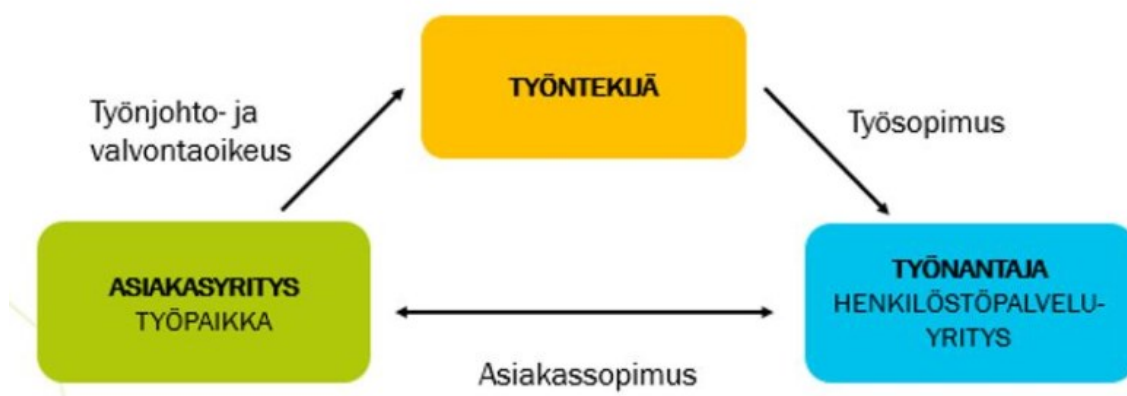 TYÖNTEKIJÄ
Työnjohto- ja
valvontaoikeus
Työsopimus
ASIAKASYRITYS
TYÖPAIKKA
TYÖNANTAJA
HENKILÖSTÖPALVELU-
YRITYS
Asiakassopimus